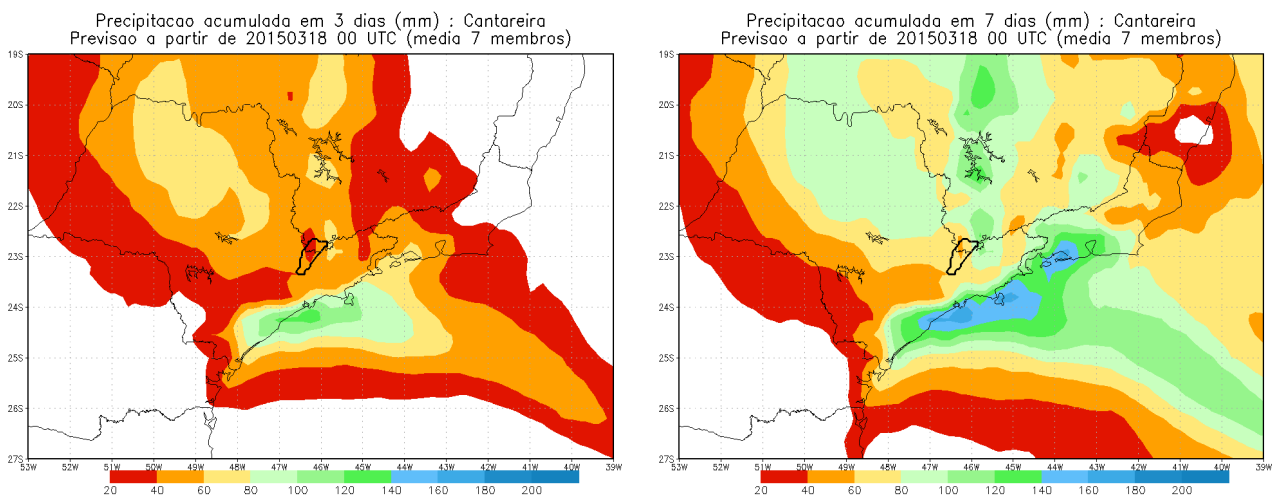 Precipitacao acumulada em 3 dias (mm) : Cantareira
Previsao a partir de 20150318 00 UTC (media 7 membros)
19S
20S
21S
22S
23S
24S
25S
26S
27S
53W 52W 51W 50W 49W 48W 47W 46W 45W 44W 43W 42W 41W 40W 39W
20 40 60 80 100 120 140 160 180 200
Precipitacao acumulada em 7 dias (mm) : Cantareira
Previsao a partir de 20150318 00 UTC (media 7 membros)
19S
20S
21S
22S
23S
24S
25S
26S
27S
53W 52W 51W 50W 49W 48W 47W 46W 45W 44W 43W 42W 41W 40W 39W
20 40 60 80 100 120 140 160 180 200